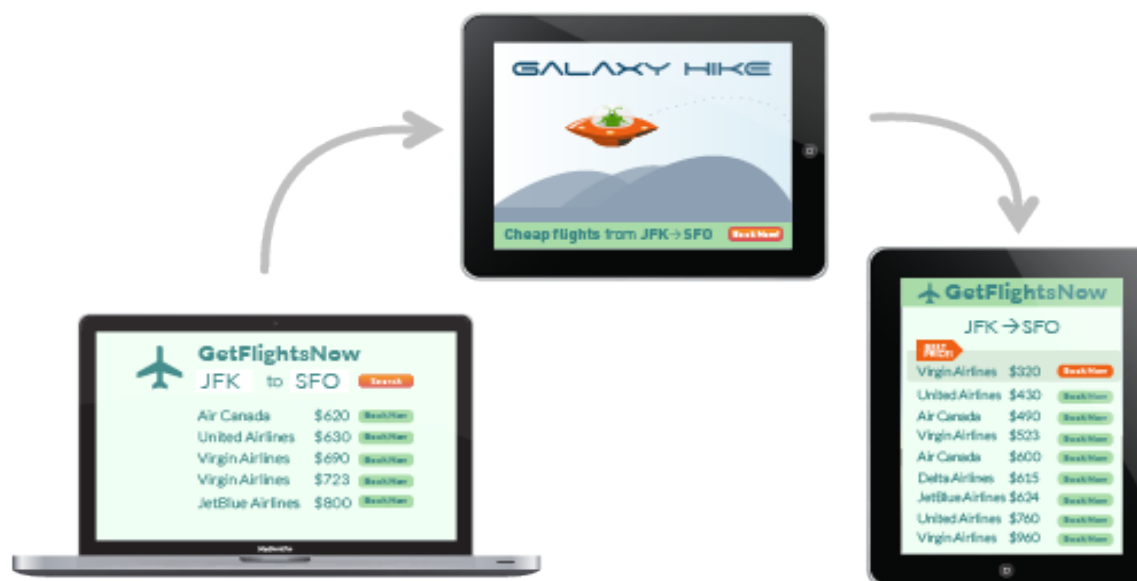 GALAXY HIKE
Cheap flights from JFK→SFO Book Now!
GetFlightsNow
JFK to SFO Search
Air Canada $620 Book Now
United Airlines $630 Book Now
Virgin Airlines $690 Book Now
Virgin Airlines $723 Book Now
JetBlue Airlines $800 Book Now
GetFlightsNow
JFK → SFO
BEST
PRICE!
Virgin Airlines $320 Book Now
United Airlines $430 Book Now
Air Canada $490 Book Now
Virgin Airlines $523 Book Now
Air Canada $600 Book Now
Delta Airlines $615 Book Now
JetBlue Airlines $624 Book Now
United Airlines $760 Book Now
Virgin Airlines $960 Book Now